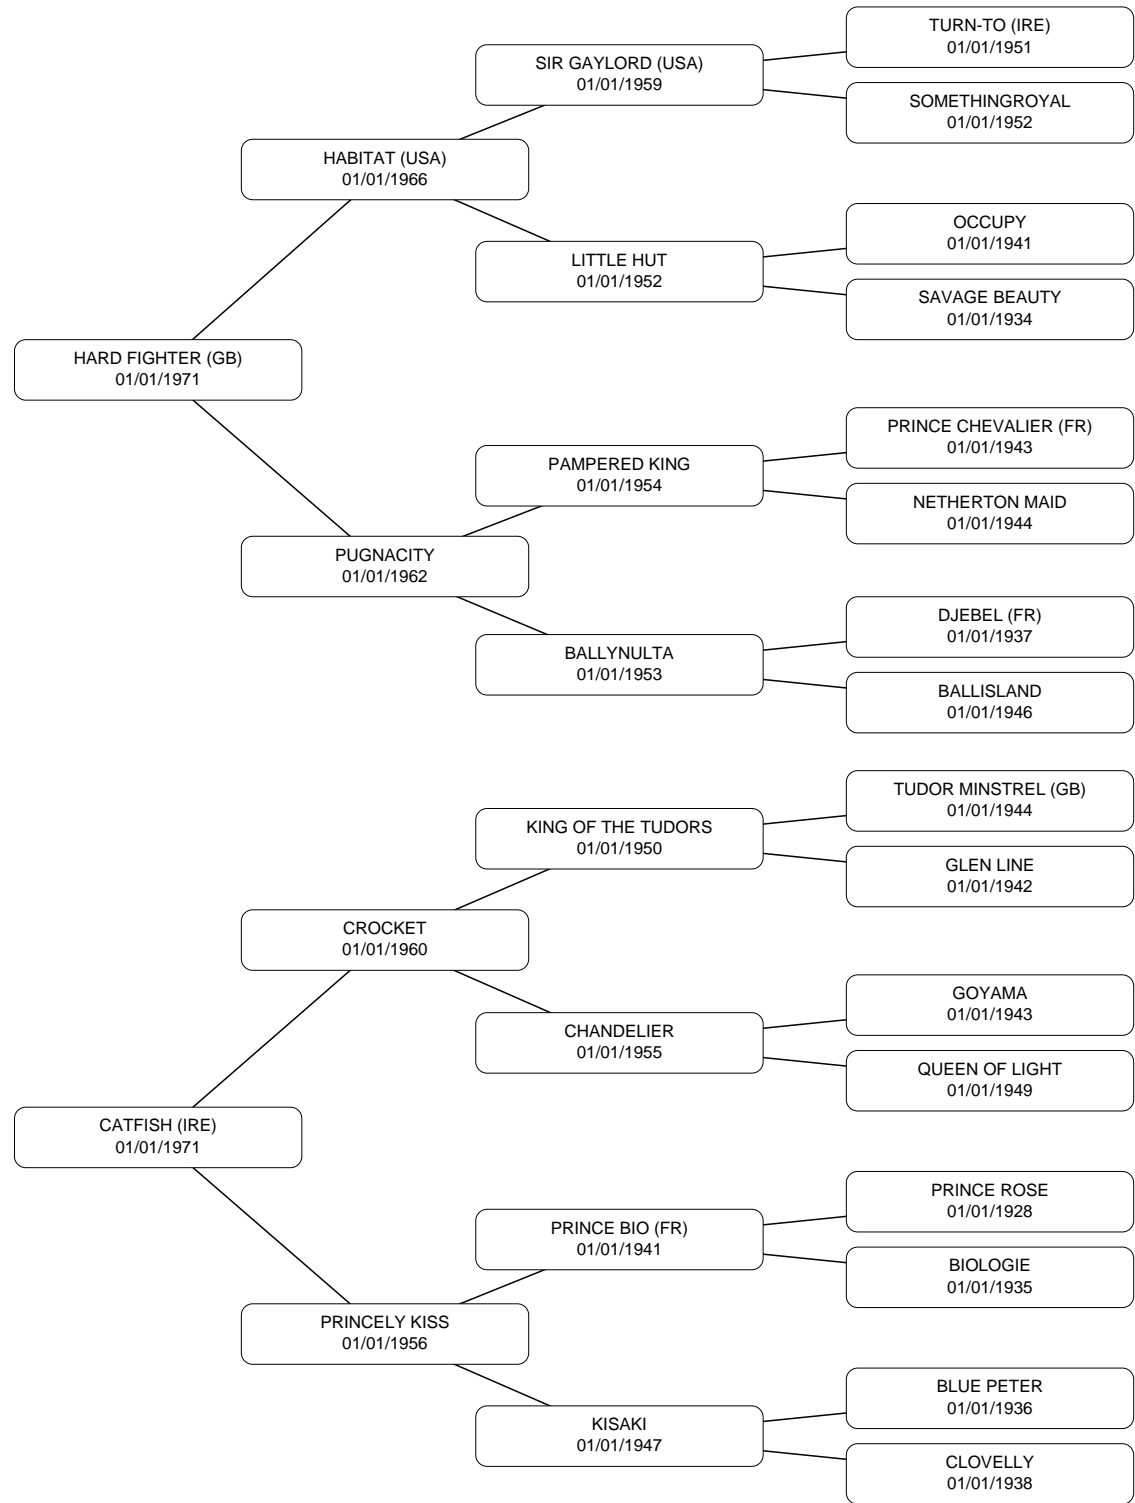 TURN-TO (IRE)
01/01/1951
SIR GAYLORD (USA)
01/01/1959
SOMETHINGROYAL
01/01/1952
HABITAT (USA)
01/01/1966
OCCUPY
01/01/1941
LITTLE HUT
01/01/1952
SAVAGE BEAUTY
01/01/1934
HARD FIGHTER (GB)
01/01/1971
PRINCE CHEVALIER (FR)
01/01/1943
PAMPERED KING
01/01/1954
NETHERTON MAID
01/01/1944
PUGNACITY
01/01/1962
DJEBEL (FR)
01/01/1937
BALLYNULTA
01/01/1953
BALLISLAND
01/01/1946
TUDOR MINSTREL (GB)
01/01/1944
KING OF THE TUDORS
01/01/1950
GLEN LINE
01/01/1942
CROCKET
01/01/1960
GOYAMA
01/01/1943
CHANDELIER
01/01/1955
QUEEN OF LIGHT
01/01/1949
CATFISH (IRE)
01/01/1971
PRINCE ROSE
01/01/1928
PRINCE BIO (FR)
01/01/1941
BIOLOGIE
01/01/1935
PRINCELY KISS
01/01/1956
BLUE PETER
01/01/1936
KISAKI
01/01/1947
CLOVELLY
01/01/1938